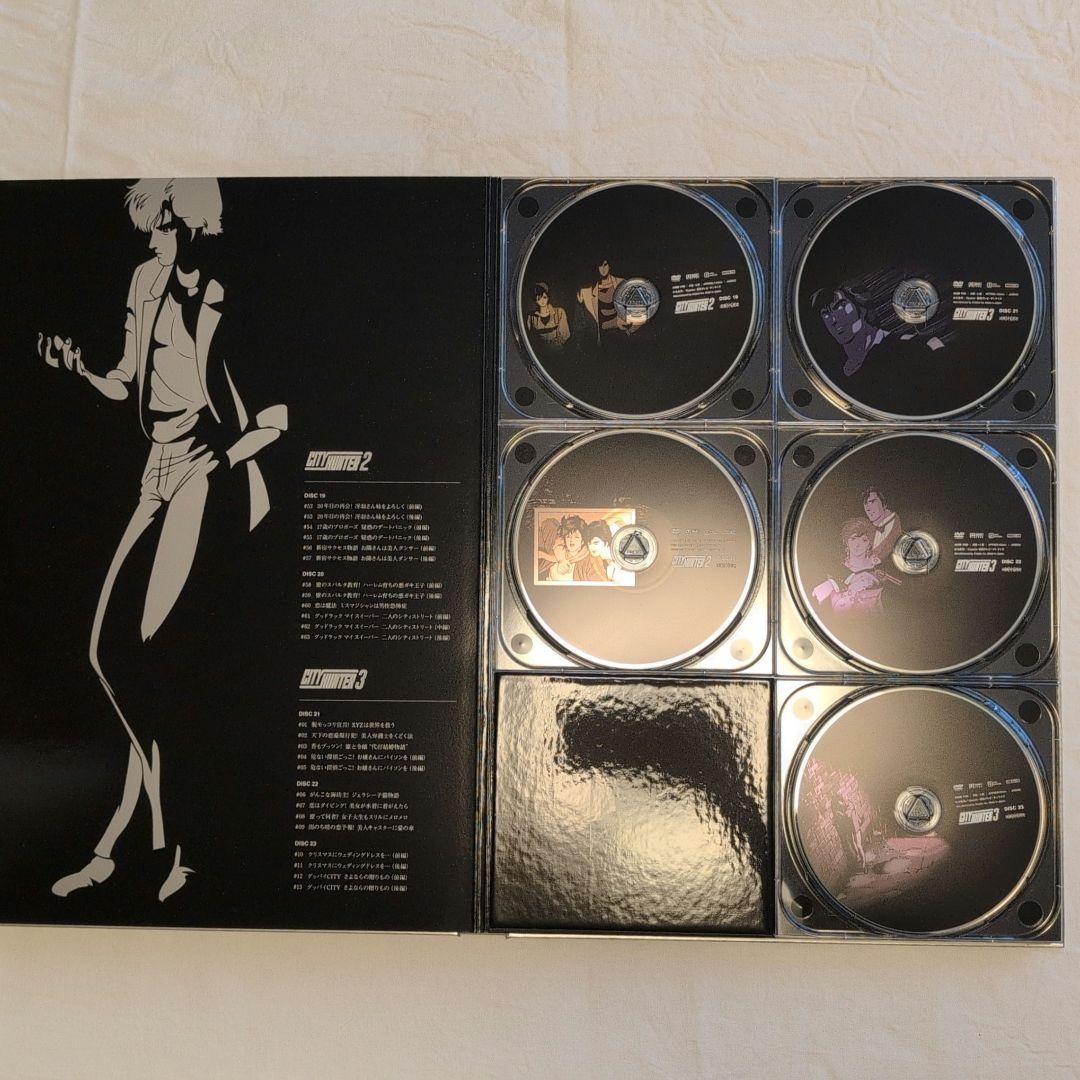 CITY HUNTER 2
DISC 19
#52 20年目の再会! 冴羽さん妹をよろしく (前編)
#53 20年目の再会! 冴羽さん妹をよろしく (後編)
#54 17歳のプロポーズ 疑惑のデートパニック (前編)
#55 17歳のプロポーズ 疑惑のデートパニック (後編)
#56 新宿サクセス物語 お隣さんは美人ダンサー (前編)
#57 新宿サクセス物語 お隣さんは美人ダンサー (後編)
DISC 20
#58 獠のスパルタ教育! ハーレム育ちの悪ガキ王子 (前編)
#59 獠のスパルタ教育! ハーレム育ちの悪ガキ王子 (後編)
#60 恋は魔法 ミスマジシャンは男性恐怖症
#61 グッドラック マイ スイーパー 二人のシティストリート (前編)
#62 グッドラック マイ スイーパー 二人のシティストリート (中編)
#63 グッドラック マイ スイーパー 二人のシティストリート (後編)
CITY HUNTER 3
DISC 21
#01 祝モッコリ宣言! XYZは世界を救う
#02 天下の恋愛現行犯! 美人弁護士をくどく法
#03 香もプッツン! 獠と令嬢"代打結婚物語"
#04 危ない探偵ごっこ! お嬢さんにパイソンを (前編)
#05 危ない探偵ごっこ! お嬢さんにパイソンを (後編)
DISC 22
#06 がんこな海坊主! ジェラシー子猫物語
#07 恋はダイビング! 美女が水着に着がえたら
#08 獠って何者? 女子大生もスリルにメロメロ
#09 雨のち晴の恋予報! 美人キャスターに愛の傘
DISC 23
#10 クリスマスにウェディングドレスを… (前編)
#11 クリスマスにウェディングドレスを… (後編)
#12 グッバイCITY さよならの贈りもの (前編)
#13 グッバイCITY さよならの贈りもの (後編)
CITY HUNTER 2
DISC 19
CITY HUNTER 3
DISC 21
CITY HUNTER 2
CITY HUNTER 3
DISC 22
CITY HUNTER 3
DISC 23